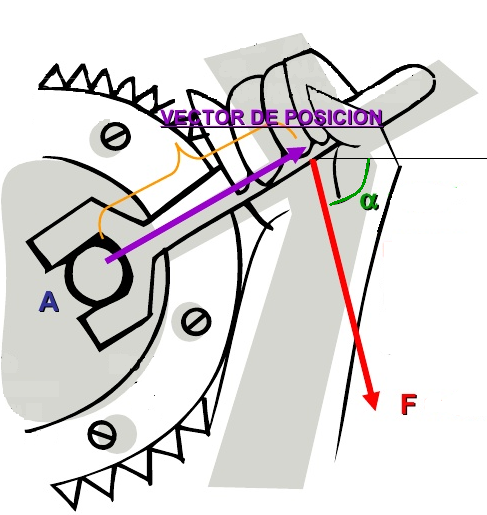 VECTOR DE POSICION
α
A
F